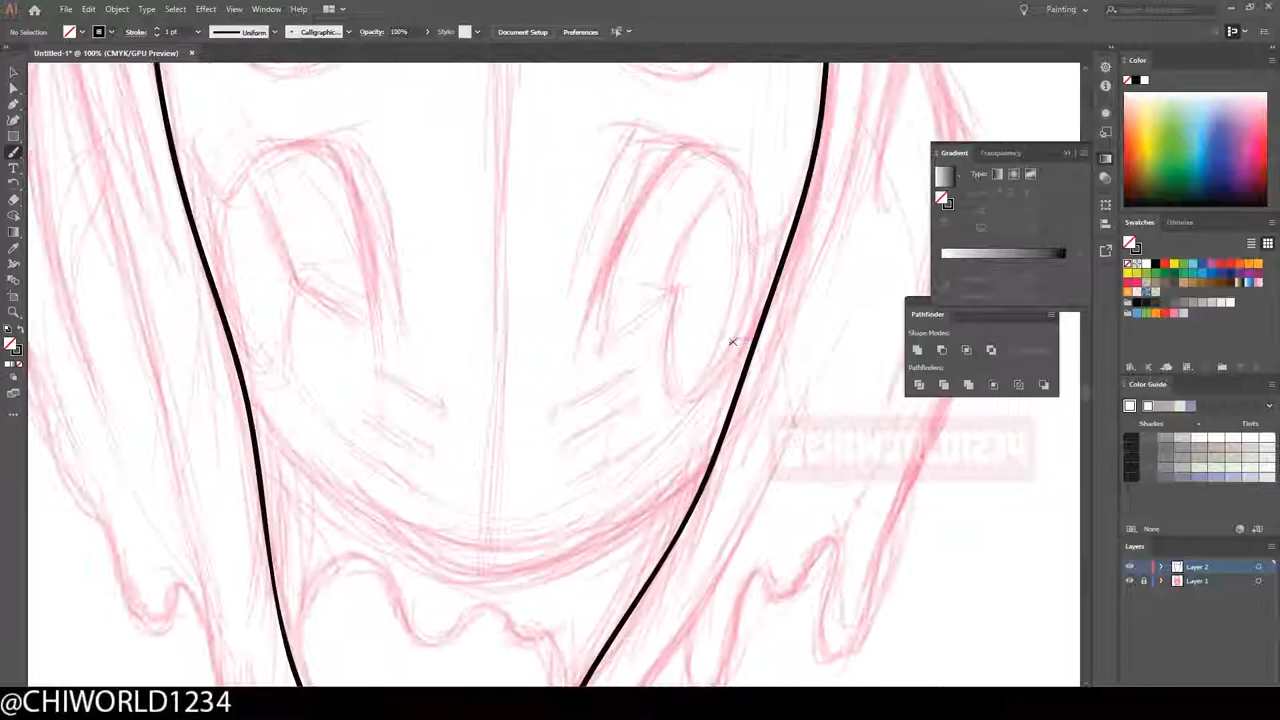 Ai File Edit Object Type Select Effect View Window Help Painting
No Selection Stroke: 1 pt Uniform Calligraphic... Opacity: 100% Style: Document Setup Preferences
Untitled-1* @ 100% (CMYK/GPU Preview) ×
Color
Gradient Transparency
Type:
Swatches Libraries
Pathfinder
Shape Modes:
Pathfinders:
Color Guide
Shades Tints
None
Layers
Layer 2
Layer 1
@CHIWORLD1234